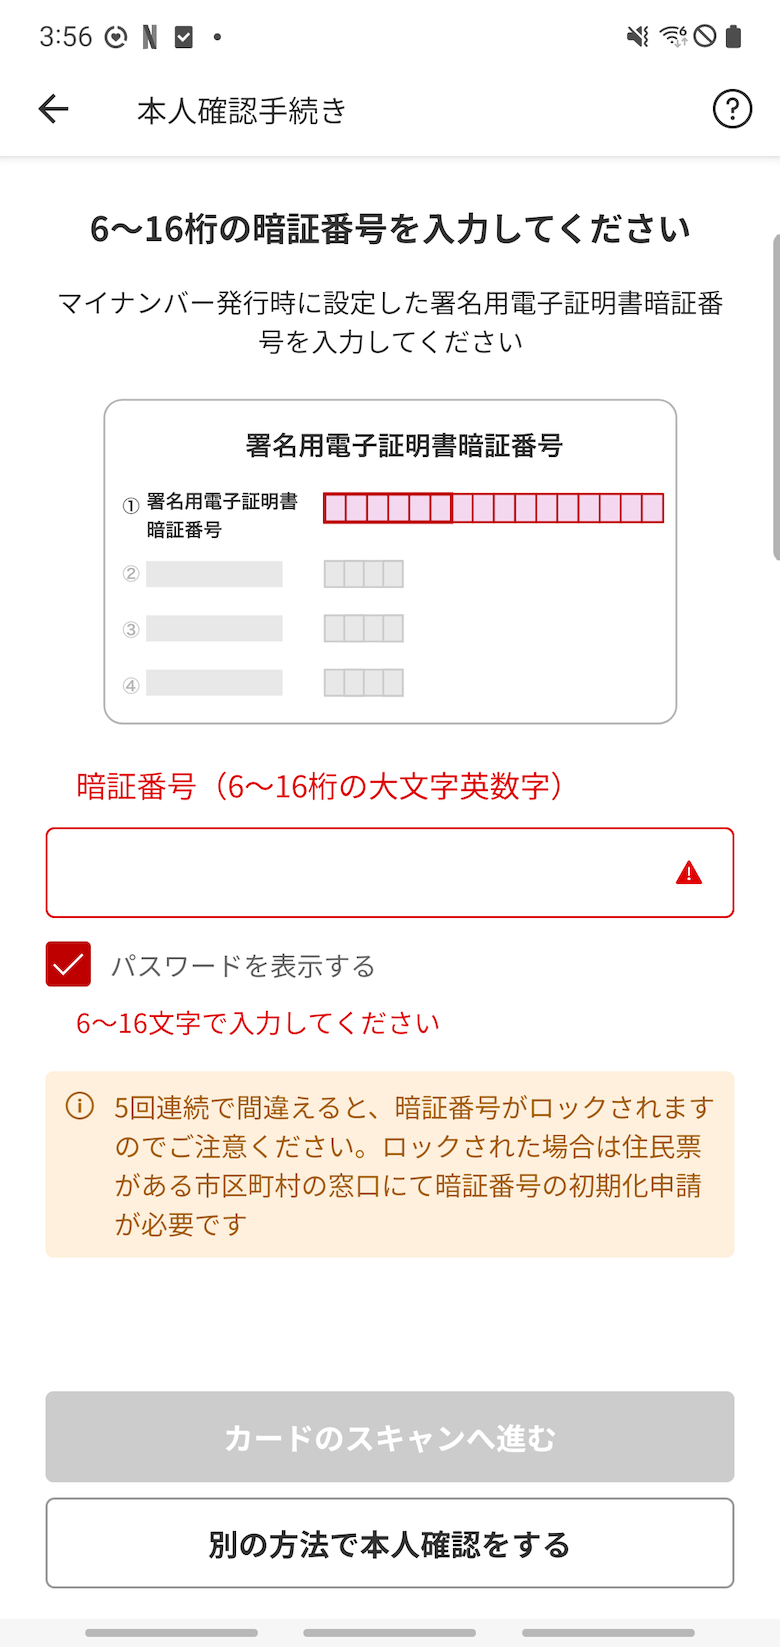 3:56
本人確認手続き
6〜16桁の暗証番号を入力してください
マイナンバー発行時に設定した署名用電子証明書暗証番
号を入力してください
署名用電子証明書暗証番号
① 署名用電子証明書
暗証番号
②
③
④
暗証番号（6〜16桁の大文字英数字）
パスワードを表示する
6〜16文字で入力してください
5回連続で間違えると、暗証番号がロックされます
のでご注意ください。ロックされた場合は住民票
がある市区町村の窓口にて暗証番号の初期化申請
が必要です
カードのスキャンへ進む
別の方法で本人確認をする